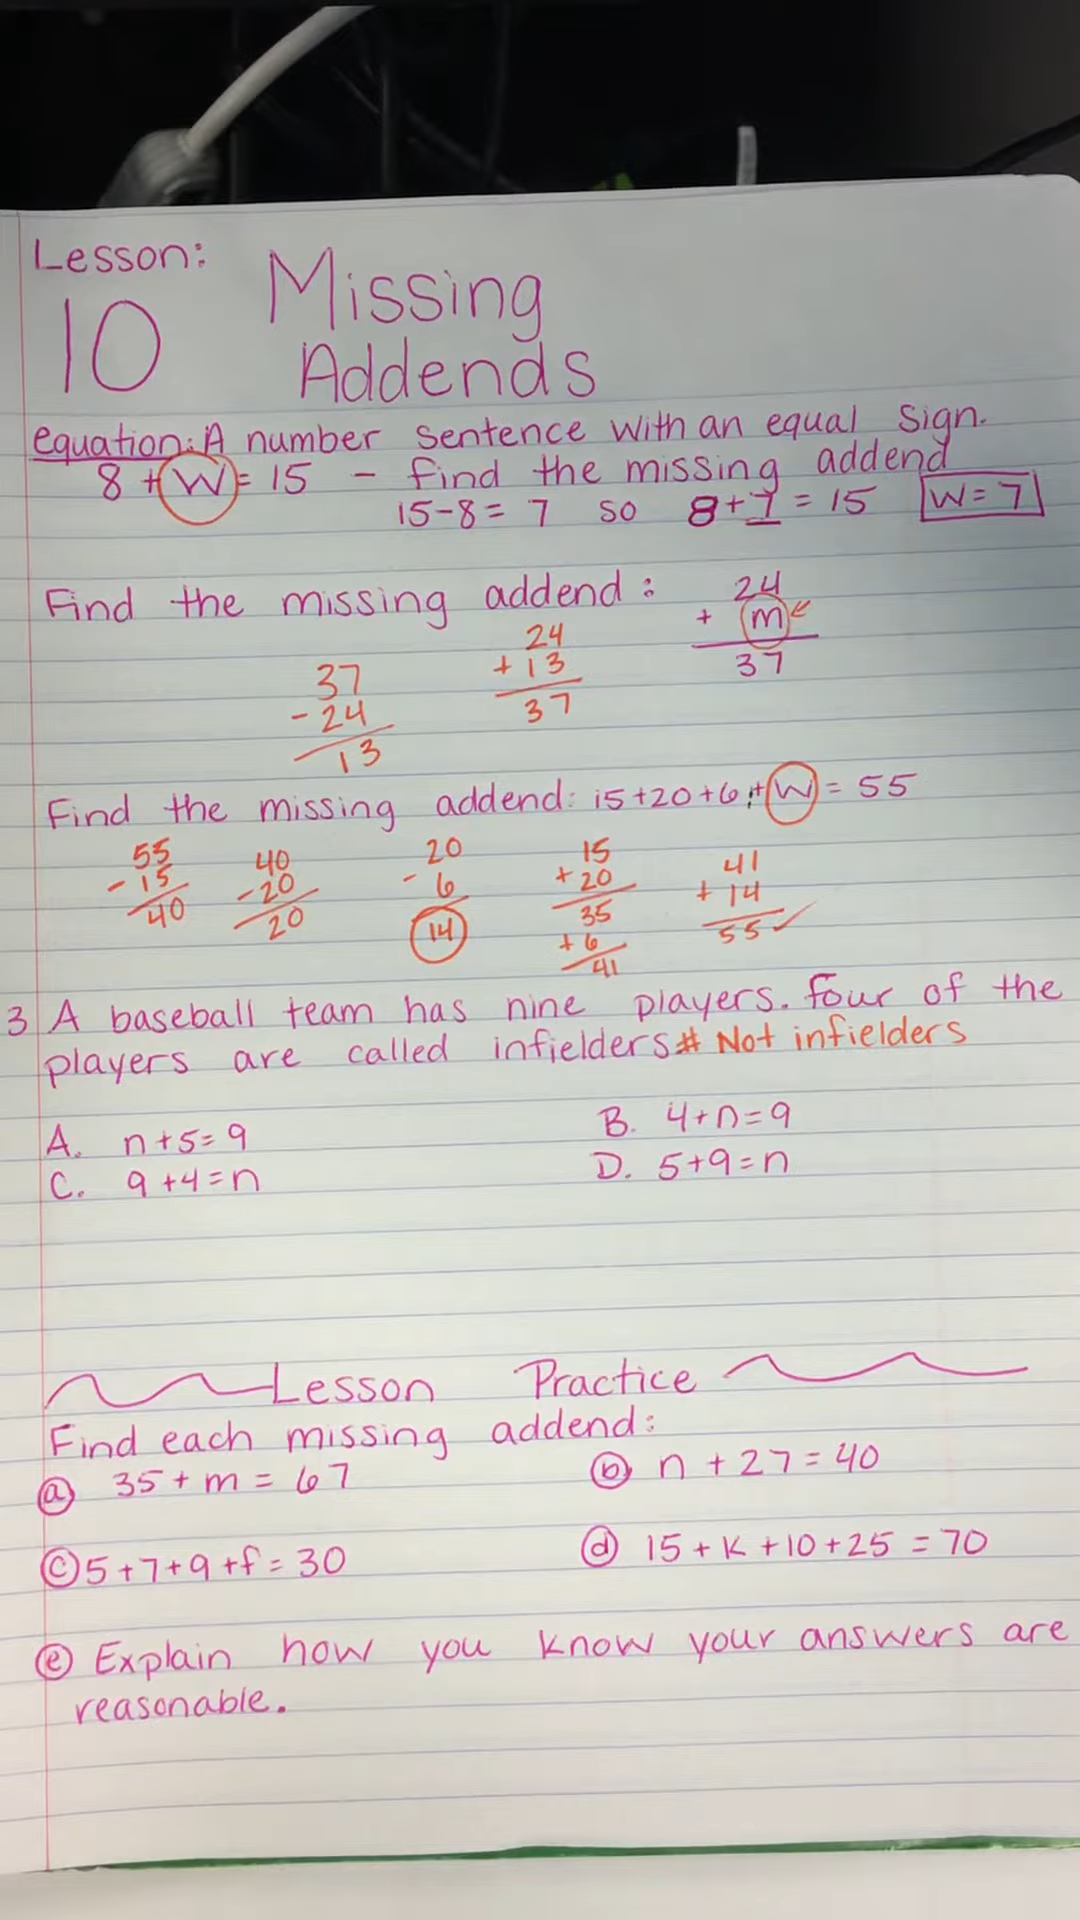 Lesson:
10 Missing
Addends
equation: A number sentence with an equal sign.
8 + W = 15 - find the missing addend
15-8 = 7 so 8+7 = 15 W = 7
Find the missing addend:
24
+ m
37
37
- 24
13
24
+ 13
37
Find the missing addend: 15+20+6+W = 55
55
- 15
40
40
- 20
20
20
- 6
14
15
+ 20
35
+ 6
41
41
+ 14
55 ✓
3 A baseball team has nine players. Four of the
players are called infielders # Not infielders
A. n+5=9 B. 4+n=9
C. 9+4=n D. 5+9=n
Lesson Practice
Find each missing addend:
(a) 35 + m = 67 (b) n + 27 = 40
(c) 5+7+9+f = 30 (d) 15 + k + 10 + 25 = 70
(e) Explain how you know your answers are
reasonable.